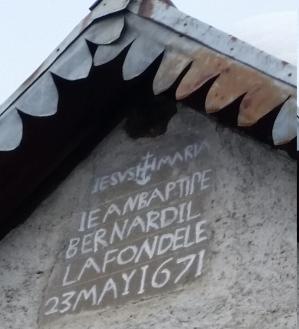 IESVS MARIA
IEANBAPTIPE
BERNARDIL
LAFONDELE
23MAY1671